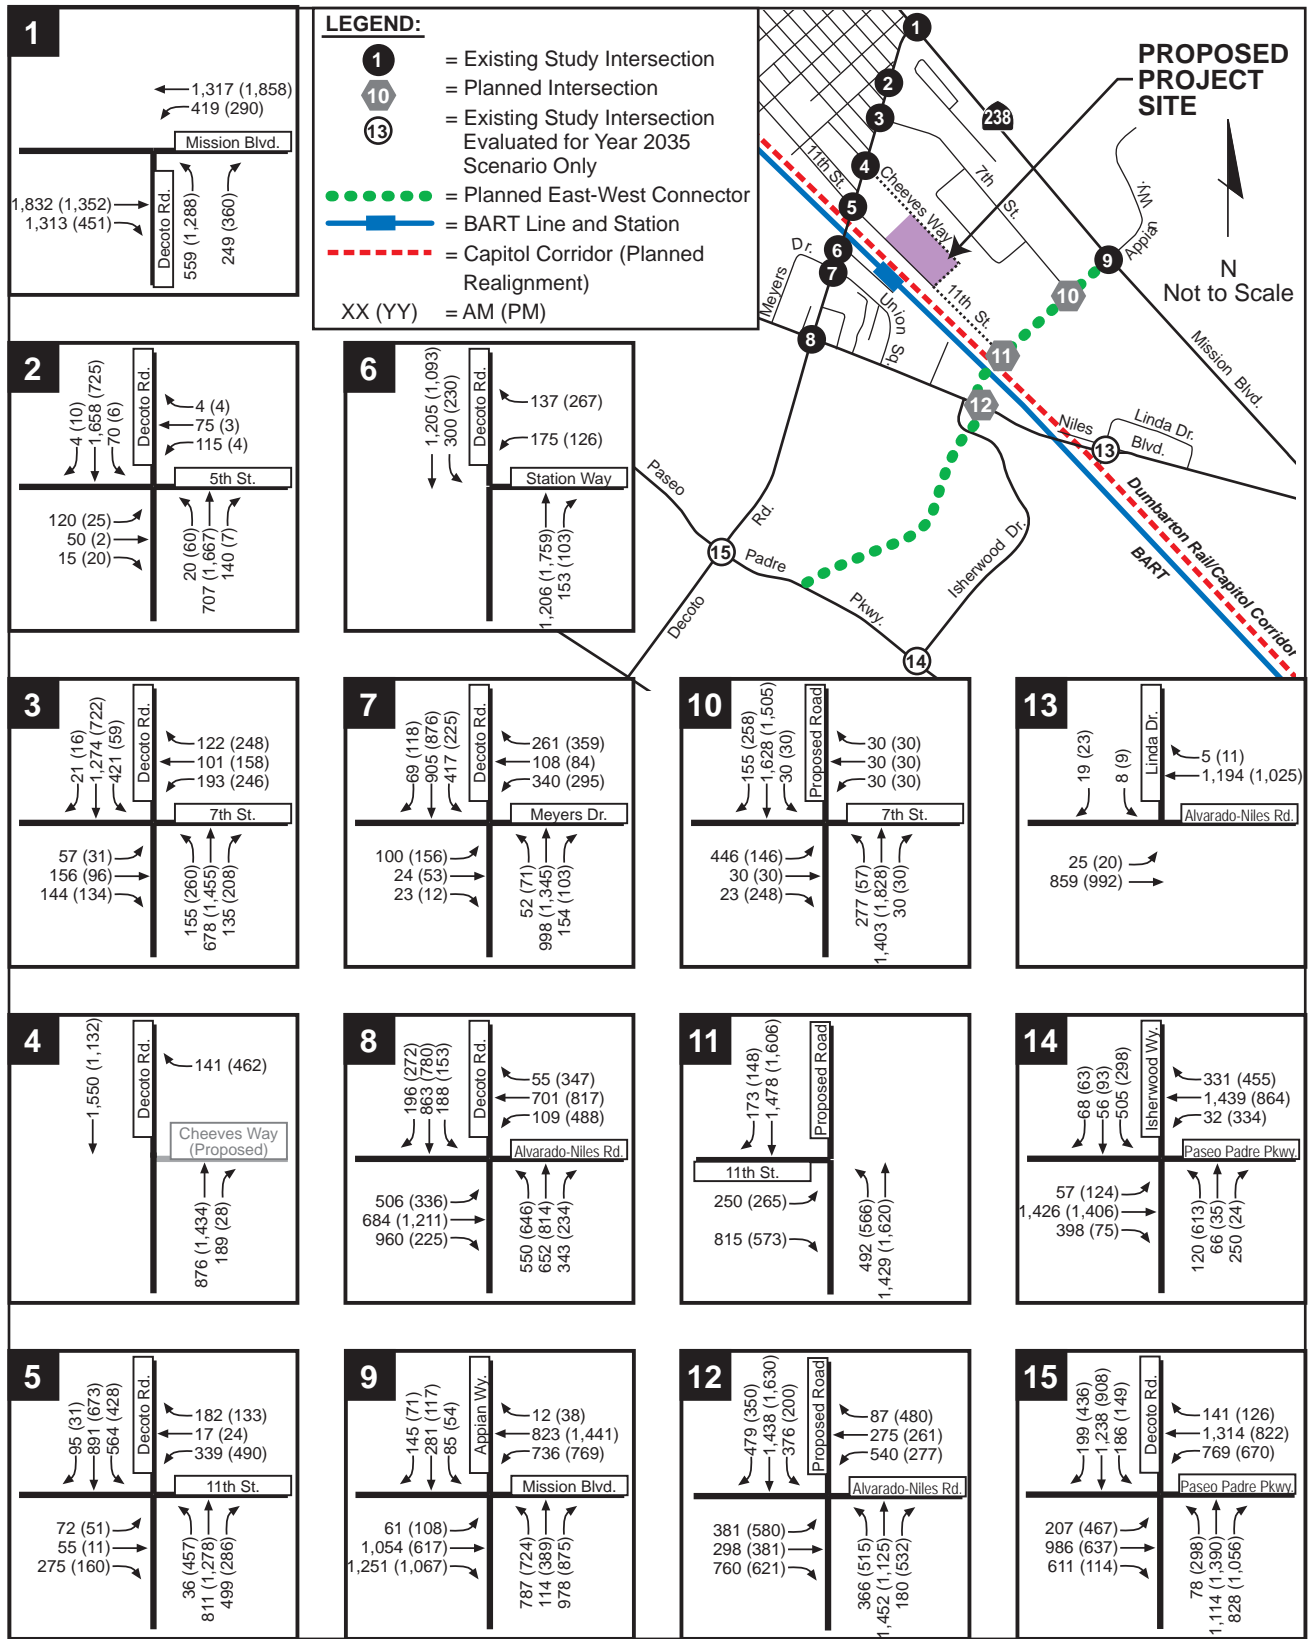 1
1,317 (1,858)
419 (290)
Mission Blvd.
Decoto Rd.
1,832 (1,352)
1,313 (451)
559 (1,288)
249 (360)
LEGEND:
1 = Existing Study Intersection
10 = Planned Intersection
13 = Existing Study Intersection
Evaluated for Year 2035
Scenario Only
= Planned East-West Connector
= BART Line and Station
= Capitol Corridor (Planned
Realignment)
XX (YY) = AM (PM)
PROPOSED
PROJECT
SITE
N
Not to Scale
1
2
3
4
5
6
7
8
9
10
11
12
13
14
15
238
11th St.
Cheeves Way
7th St.
Appian Wy.
Meyers Dr.
Union Sq.
11th St.
Mission Blvd.
Niles Blvd.
Linda Dr.
Paseo Padre Pkwy.
Decoto Rd.
Isherwood Dr.
Dumbarton Rail/Capitol Corridor
BART
2
4 (10)
1,658 (725)
70 (6)
Decoto Rd.
4 (4)
75 (3)
115 (4)
5th St.
120 (25)
50 (2)
15 (20)
20 (60)
707 (1,667)
140 (7)
6
1,205 (1,093)
300 (230)
Decoto Rd.
137 (267)
175 (126)
Station Way
1,206 (1,759)
153 (103)
3
21 (16)
1,274 (722)
421 (59)
Decoto Rd.
122 (248)
101 (158)
193 (246)
7th St.
57 (31)
156 (96)
144 (134)
155 (260)
678 (1,455)
135 (208)
7
69 (118)
905 (876)
417 (225)
Decoto Rd.
261 (359)
108 (84)
340 (295)
Meyers Dr.
100 (156)
24 (53)
23 (12)
52 (71)
998 (1,345)
154 (103)
10
155 (258)
1,628 (1,505)
30 (30)
Proposed Road
30 (30)
30 (30)
30 (30)
7th St.
446 (146)
30 (30)
23 (248)
277 (57)
1,403 (1,828)
30 (30)
13
19 (23)
8 (9)
Linda Dr.
5 (11)
1,194 (1,025)
Alvarado-Niles Rd.
25 (20)
859 (992)
4
1,550 (1,132)
Decoto Rd.
141 (462)
Cheeves Way
(Proposed)
876 (1,434)
189 (28)
8
196 (272)
863 (780)
188 (153)
Decoto Rd.
55 (347)
701 (817)
109 (488)
Alvarado-Niles Rd.
506 (336)
684 (1,211)
960 (225)
550 (646)
652 (814)
343 (234)
11
173 (148)
1,478 (1,606)
Proposed Road
11th St.
250 (265)
815 (573)
492 (566)
1,429 (1,620)
14
68 (63)
56 (93)
505 (298)
Isherwood Wy.
331 (455)
1,439 (864)
32 (334)
Paseo Padre Pkwy.
57 (124)
1,426 (1,406)
398 (75)
120 (613)
66 (35)
250 (24)
5
95 (31)
891 (673)
564 (428)
Decoto Rd.
182 (133)
17 (24)
339 (490)
11th St.
72 (51)
55 (11)
275 (160)
36 (457)
811 (1,278)
499 (286)
9
145 (71)
281 (117)
85 (54)
Appian Wy.
12 (38)
823 (1,441)
736 (769)
Mission Blvd.
61 (108)
1,054 (617)
1,251 (1,067)
787 (724)
114 (389)
978 (875)
12
479 (350)
1,438 (1,630)
376 (200)
Proposed Road
87 (480)
275 (261)
540 (277)
Alvarado-Niles Rd.
381 (580)
298 (381)
760 (621)
366 (515)
1,452 (1,125)
180 (532)
15
199 (436)
1,238 (908)
186 (149)
Decoto Rd.
141 (126)
1,314 (822)
769 (670)
Paseo Padre Pkwy.
207 (467)
986 (637)
611 (114)
78 (298)
1,114 (1,390)
828 (1,056)